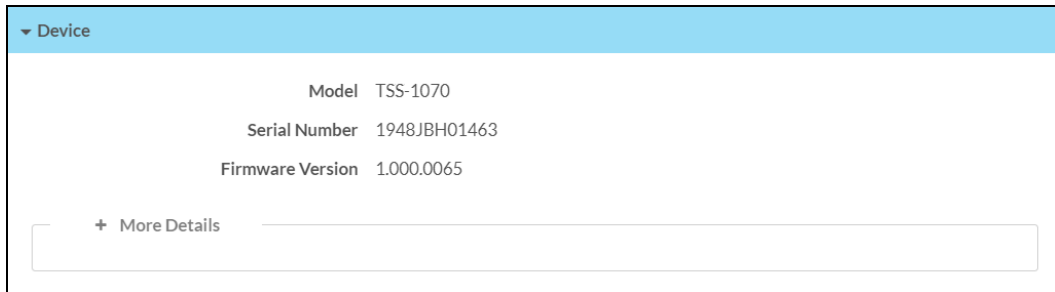 Device
Model TSS-1070
Serial Number 1948JBH01463
Firmware Version 1.000.0065
+ More Details